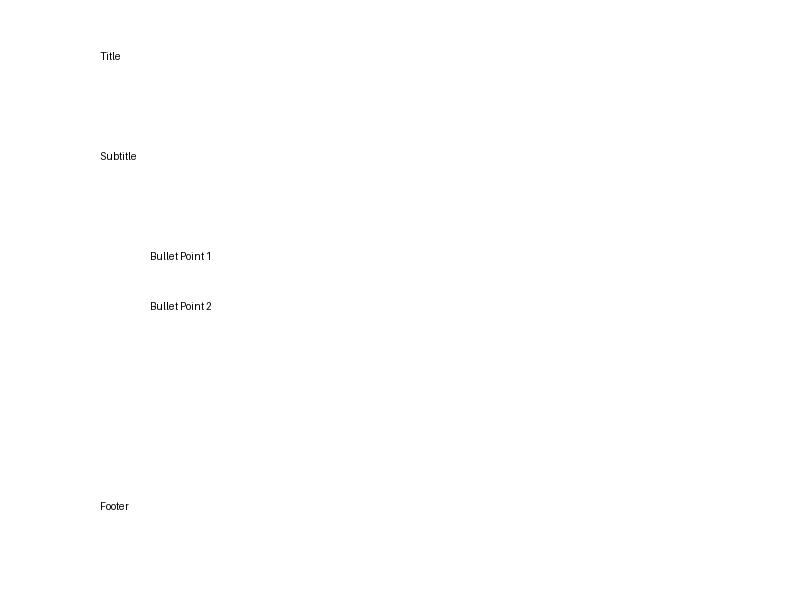 Title
Subtitle
Bullet Point 1
Bullet Point 2
Footer